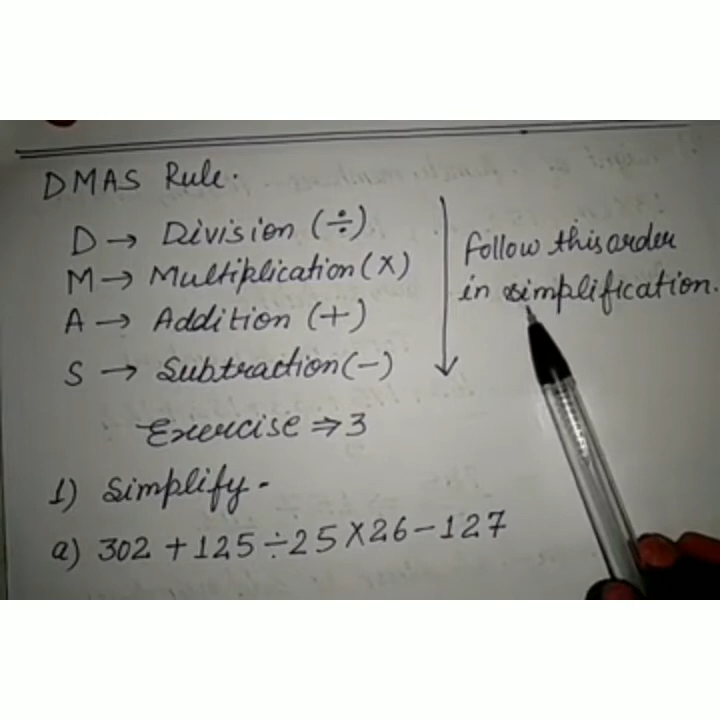 DMAS Rule.
D → Division (÷)
M → Multiplication (X)
A → Addition (+)
S → Subtraction (-)
Follow this order
in simplification.
Exercise ⇒ 3
1) Simplify -
a) 302 + 125 ÷ 25 X 26 - 127